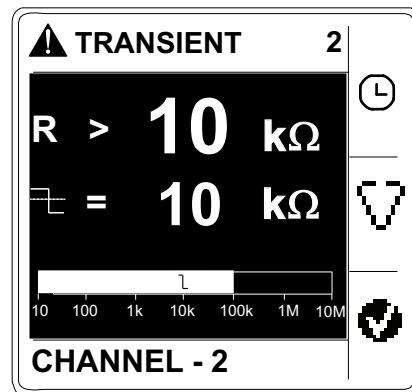 TRANSIENT 2
R > 10 kΩ
= 10 kΩ
10 100 1k 10k 100k 1M 10M
CHANNEL - 2